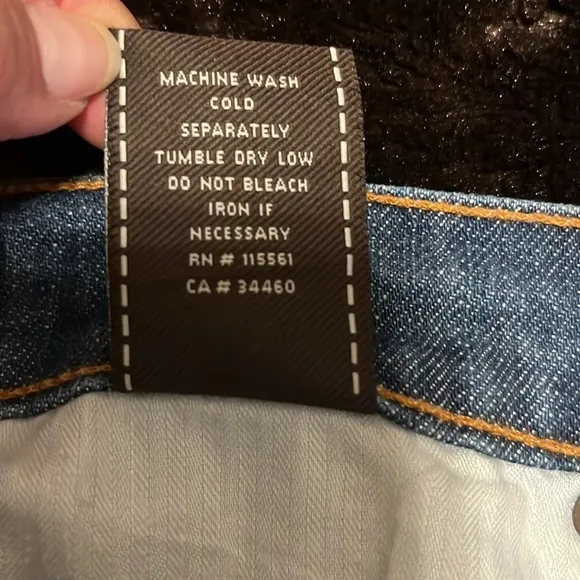 MACHINE WASH
COLD
SEPARATELY
TUMBLE DRY LOW
DO NOT BLEACH
IRON IF
NECESSARY
RN # 115561
CA # 34460